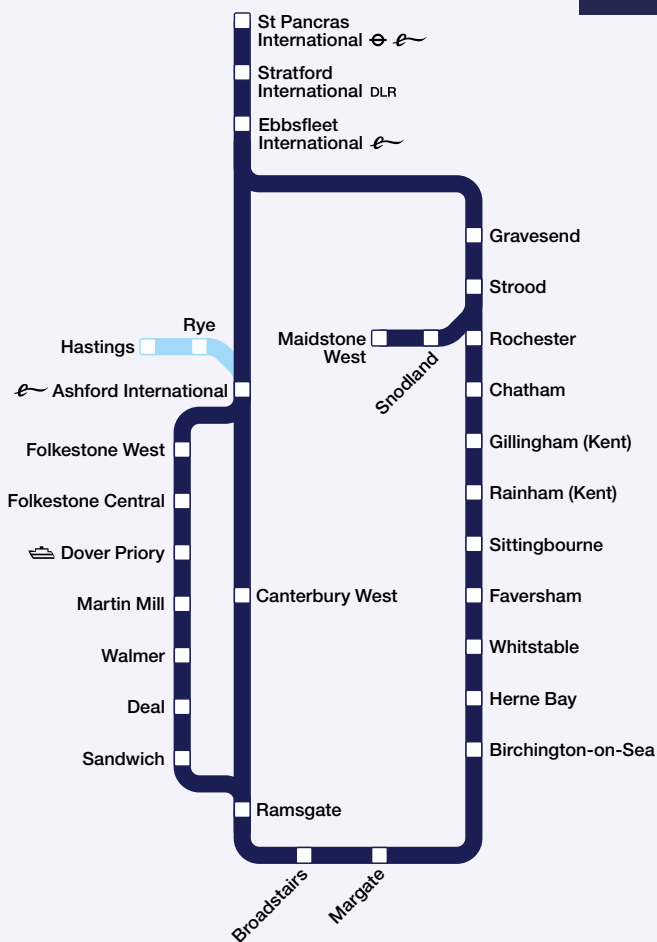 St Pancras
International
Stratford
International DLR
Ebbsfleet
International
Gravesend
Strood
Rye
Hastings
Maidstone
West
Snodland
Rochester
Ashford International
Chatham
Folkestone West
Gillingham (Kent)
Folkestone Central
Rainham (Kent)
Dover Priory
Sittingbourne
Martin Mill
Canterbury West
Faversham
Walmer
Whitstable
Deal
Herne Bay
Sandwich
Birchington-on-Sea
Ramsgate
Broadstairs
Margate